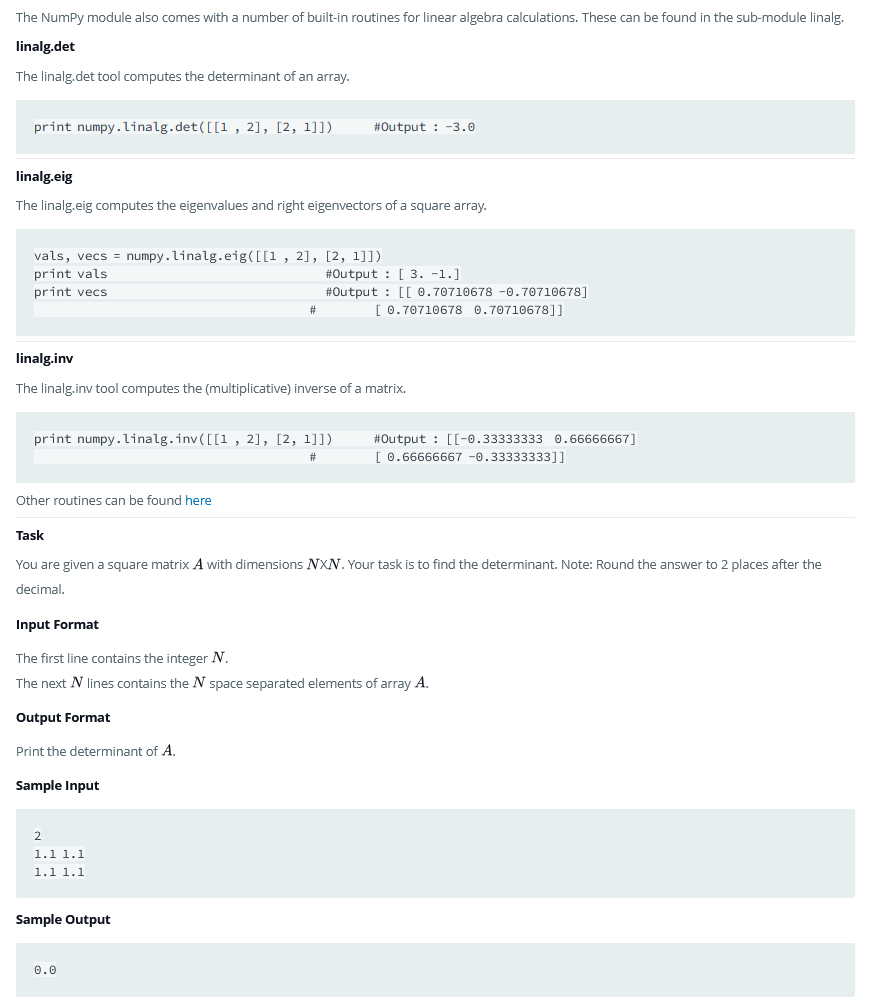 The NumPy module also comes with a number of built-in routines for linear algebra calculations. These can be found in the sub-module linalg.
linalg.det
The linalg.det tool computes the determinant of an array.
print numpy.linalg.det([[1 , 2], [2, 1]]) #Output : -3.0
linalg.eig
The linalg.eig computes the eigenvalues and right eigenvectors of a square array.
vals, vecs = numpy.linalg.eig([[1 , 2], [2, 1]])
print vals #Output : [ 3. -1.]
print vecs #Output : [[ 0.70710678 -0.70710678]
# [ 0.70710678 0.70710678]]
linalg.inv
The linalg.inv tool computes the (multiplicative) inverse of a matrix.
print numpy.linalg.inv([[1 , 2], [2, 1]]) #Output : [[-0.33333333 0.66666667]
# [ 0.66666667 -0.33333333]]
Other routines can be found here
Task
You are given a square matrix A with dimensions NXN. Your task is to find the determinant. Note: Round the answer to 2 places after the
decimal.
Input Format
The first line contains the integer N.
The next N lines contains the N space separated elements of array A.
Output Format
Print the determinant of A.
Sample Input
2
1.1 1.1
1.1 1.1
Sample Output
0.0